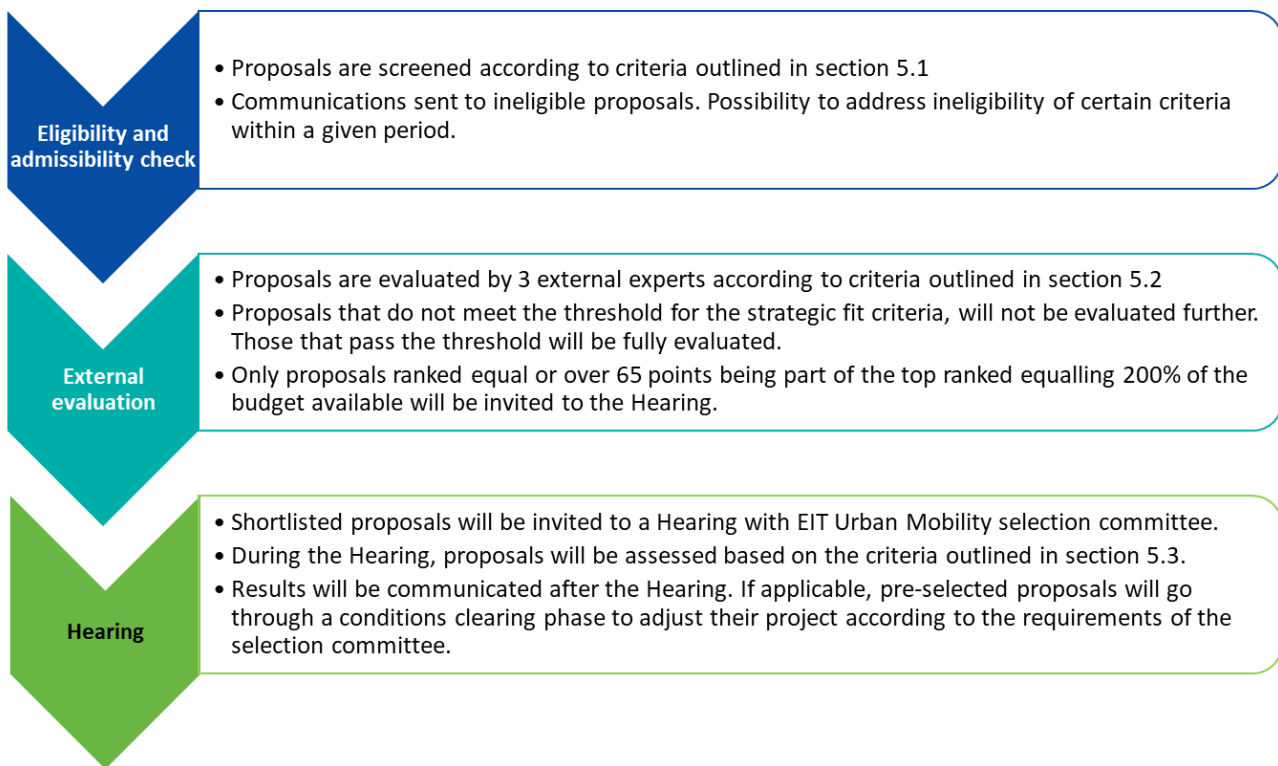 Eligibility and
admissibility check
• Proposals are screened according to criteria outlined in section 5.1
• Communications sent to ineligible proposals. Possibility to address ineligibility of certain criteria
within a given period.
External
evaluation
• Proposals are evaluated by 3 external experts according to criteria outlined in section 5.2
• Proposals that do not meet the threshold for the strategic fit criteria, will not be evaluated further.
Those that pass the threshold will be fully evaluated.
• Only proposals ranked equal or over 65 points being part of the top ranked equalling 200% of the
budget available will be invited to the Hearing.
Hearing
• Shortlisted proposals will be invited to a Hearing with EIT Urban Mobility selection committee.
• During the Hearing, proposals will be assessed based on the criteria outlined in section 5.3.
• Results will be communicated after the Hearing. If applicable, pre-selected proposals will go
through a conditions clearing phase to adjust their project according to the requirements of the
selection committee.